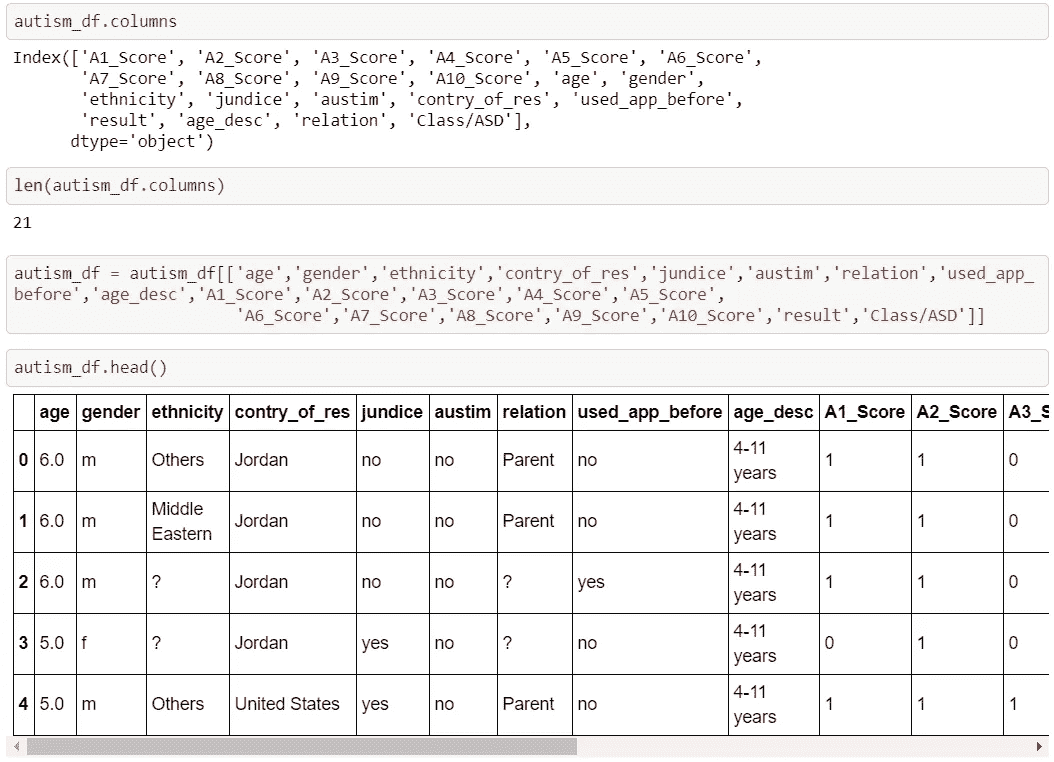 autism_df.columns
Index(['A1_Score', 'A2_Score', 'A3_Score', 'A4_Score', 'A5_Score', 'A6_Score',
'A7_Score', 'A8_Score', 'A9_Score', 'A10_Score', 'age', 'gender',
'ethnicity', 'jundice', 'austim', 'contry_of_res', 'used_app_before',
'result', 'age_desc', 'relation', 'Class/ASD'],
dtype='object')
len(autism_df.columns)
21
autism_df = autism_df[['age','gender','ethnicity','contry_of_res','jundice','austim','relation','used_app_
before','age_desc','A1_Score','A2_Score','A3_Score','A4_Score','A5_Score',
'A6_Score','A7_Score','A8_Score','A9_Score','A10_Score','result','Class/ASD']]
autism_df.head()
age gender ethnicity contry_of_res jundice austim relation used_app_before age_desc A1_Score A2_Score A3_S
0 6.0 m Others Jordan no no Parent no 4-11 years 1 1 0
1 6.0 m Middle Eastern Jordan no no Parent no 4-11 years 1 1 0
2 6.0 m ? Jordan no no ? yes 4-11 years 1 1 0
3 5.0 f ? Jordan yes no ? no 4-11 years 0 1 0
4 5.0 m Others United States yes no Parent no 4-11 years 1 1 1